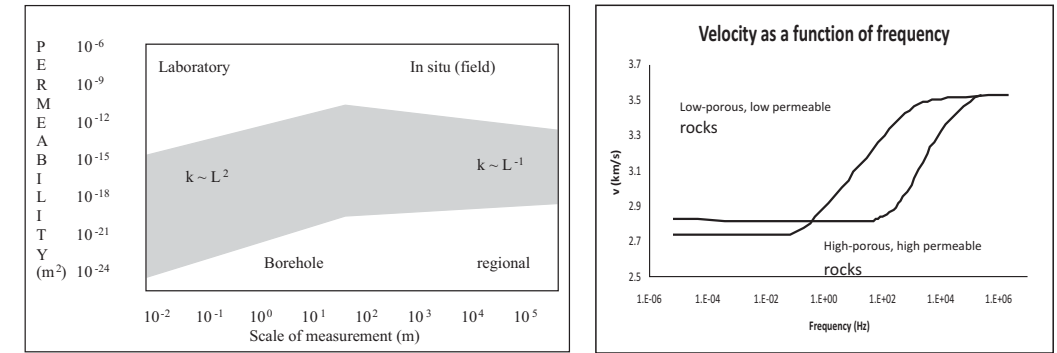 P
E
R
M
E
A
B
I
L
I
T
Y
(m²)
10⁻⁶
10⁻⁹
10⁻¹²
10⁻¹⁵
10⁻¹⁸
10⁻²¹
10⁻²⁴
Laboratory In situ (field)
k ~ L² k ~ L⁻¹
Borehole regional
10⁻² 10⁻¹ 10⁰ 10¹ 10² 10³ 10⁴ 10⁵
Scale of measurement (m)
Velocity as a function of frequency
v (km/s)
3.7
3.5
3.3
3.1
2.9
2.7
2.5
Low-porous, low permeable
rocks
High-porous, high permeable
rocks
1.E-06 1.E-04 1.E-02 1.E+00 1.E+02 1.E+04 1.E+06
Frequency (Hz)